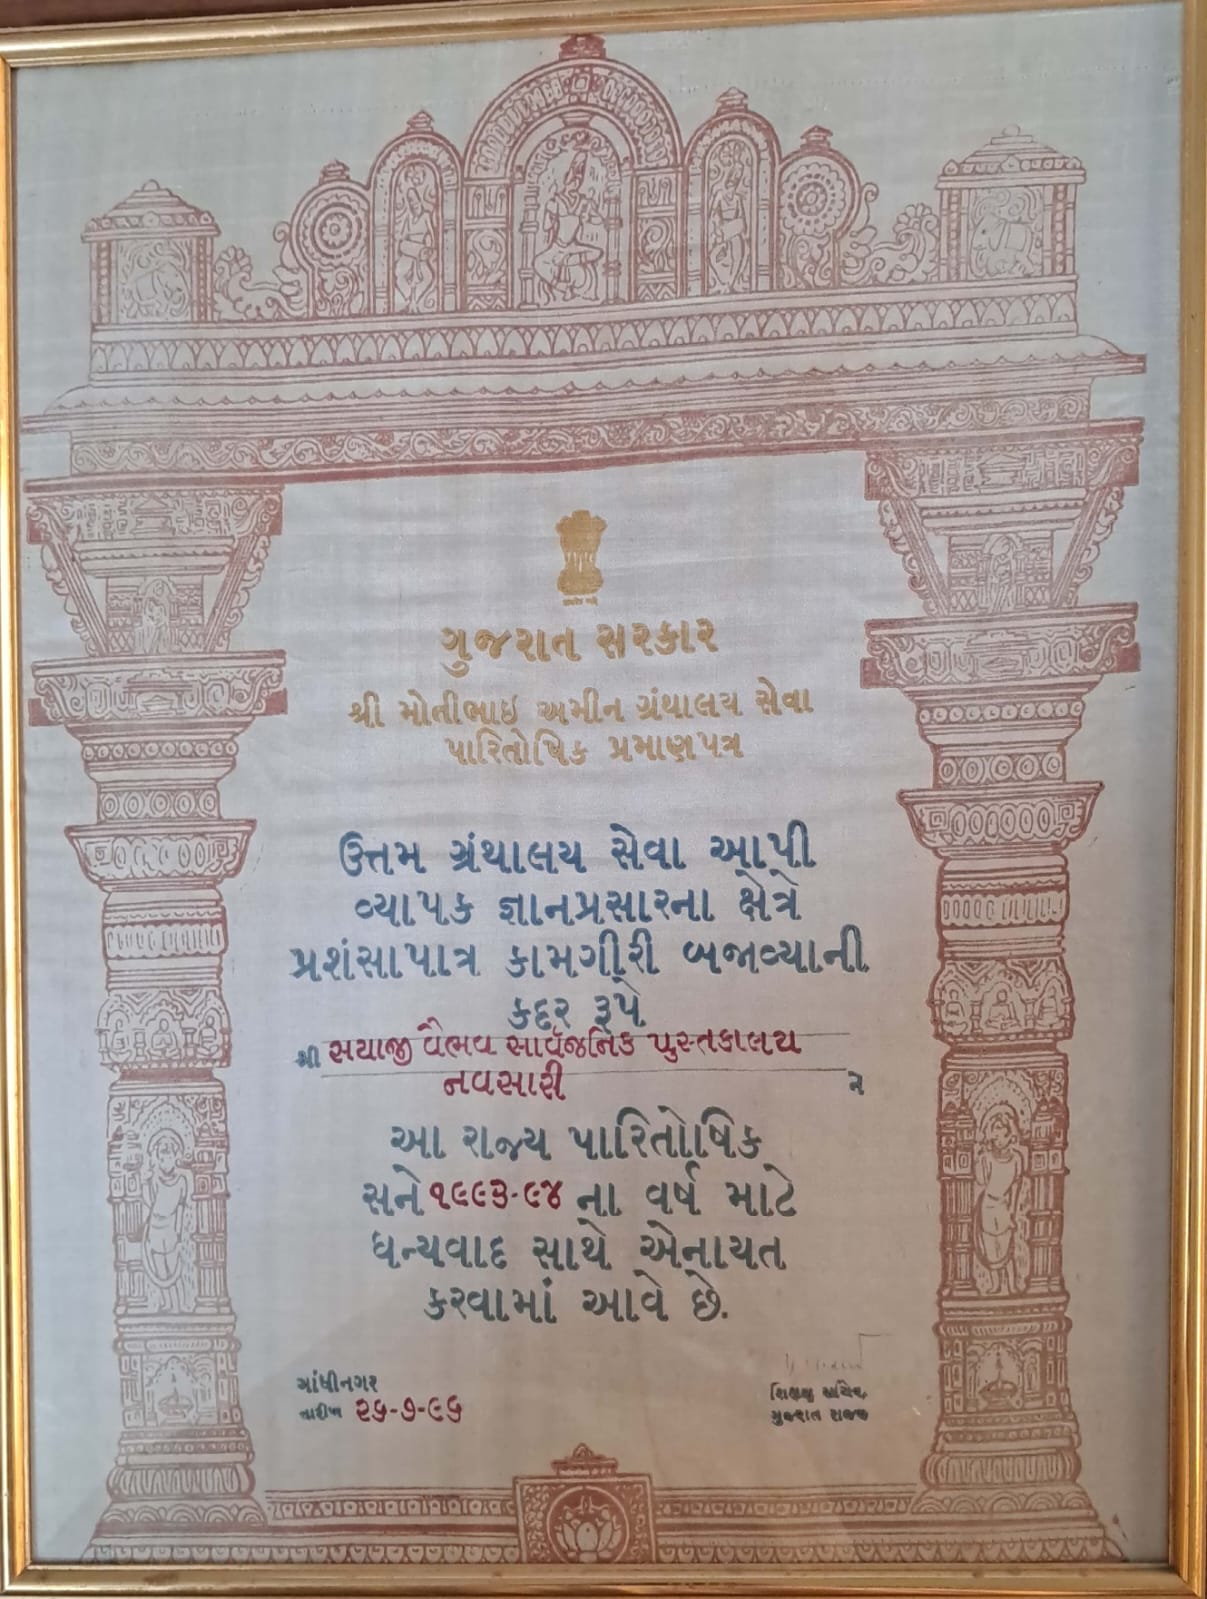 ગુજરાત સરકાર
શ્રી મોતીભાઇ અમીન ગ્રંથાલય સેવા
પારિતોષિક પ્રમાણપત્ર
ઉત્તમ ગ્રંથાલય સેવા આપી
વ્યાપક જ્ઞાનપ્રસારના ક્ષેત્રે
પ્રશંસાપાત્ર કામગીરી બજાવ્યાની
કદર રૂપે
શ્રી સયાજી વૈભવ સાર્વજનિક પુસ્તકાલય
નવસારી ને
આ રાજ્ય પારિતોષિક
સને ૧૯૯૩-૯૪ ના વર્ષ માટે
ધન્યવાદ સાથે એનાયત
કરવામાં આવે છે.
ગાંધીનગર
તારીખ ૨૬-૭-૯૬
શિક્ષણ સચિવ,
ગુજરાત રાજ્ય